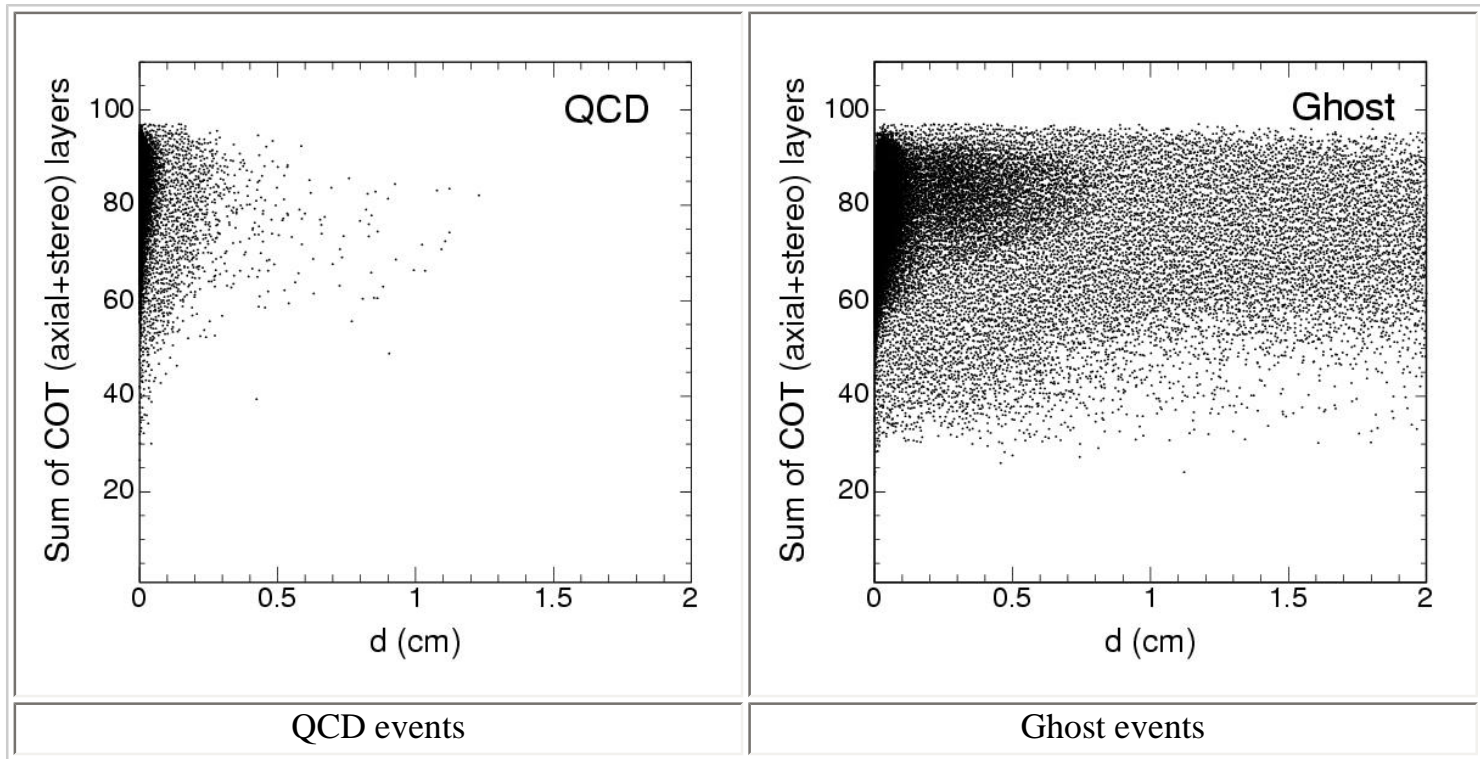 QCD
Sum of COT (axial+stereo) layers
100
80
60
40
20
0 0.5 1 1.5 2
d (cm)
QCD events
Ghost
Sum of COT (axial+stereo) layers
100
80
60
40
20
0 0.5 1 1.5 2
d (cm)
Ghost events